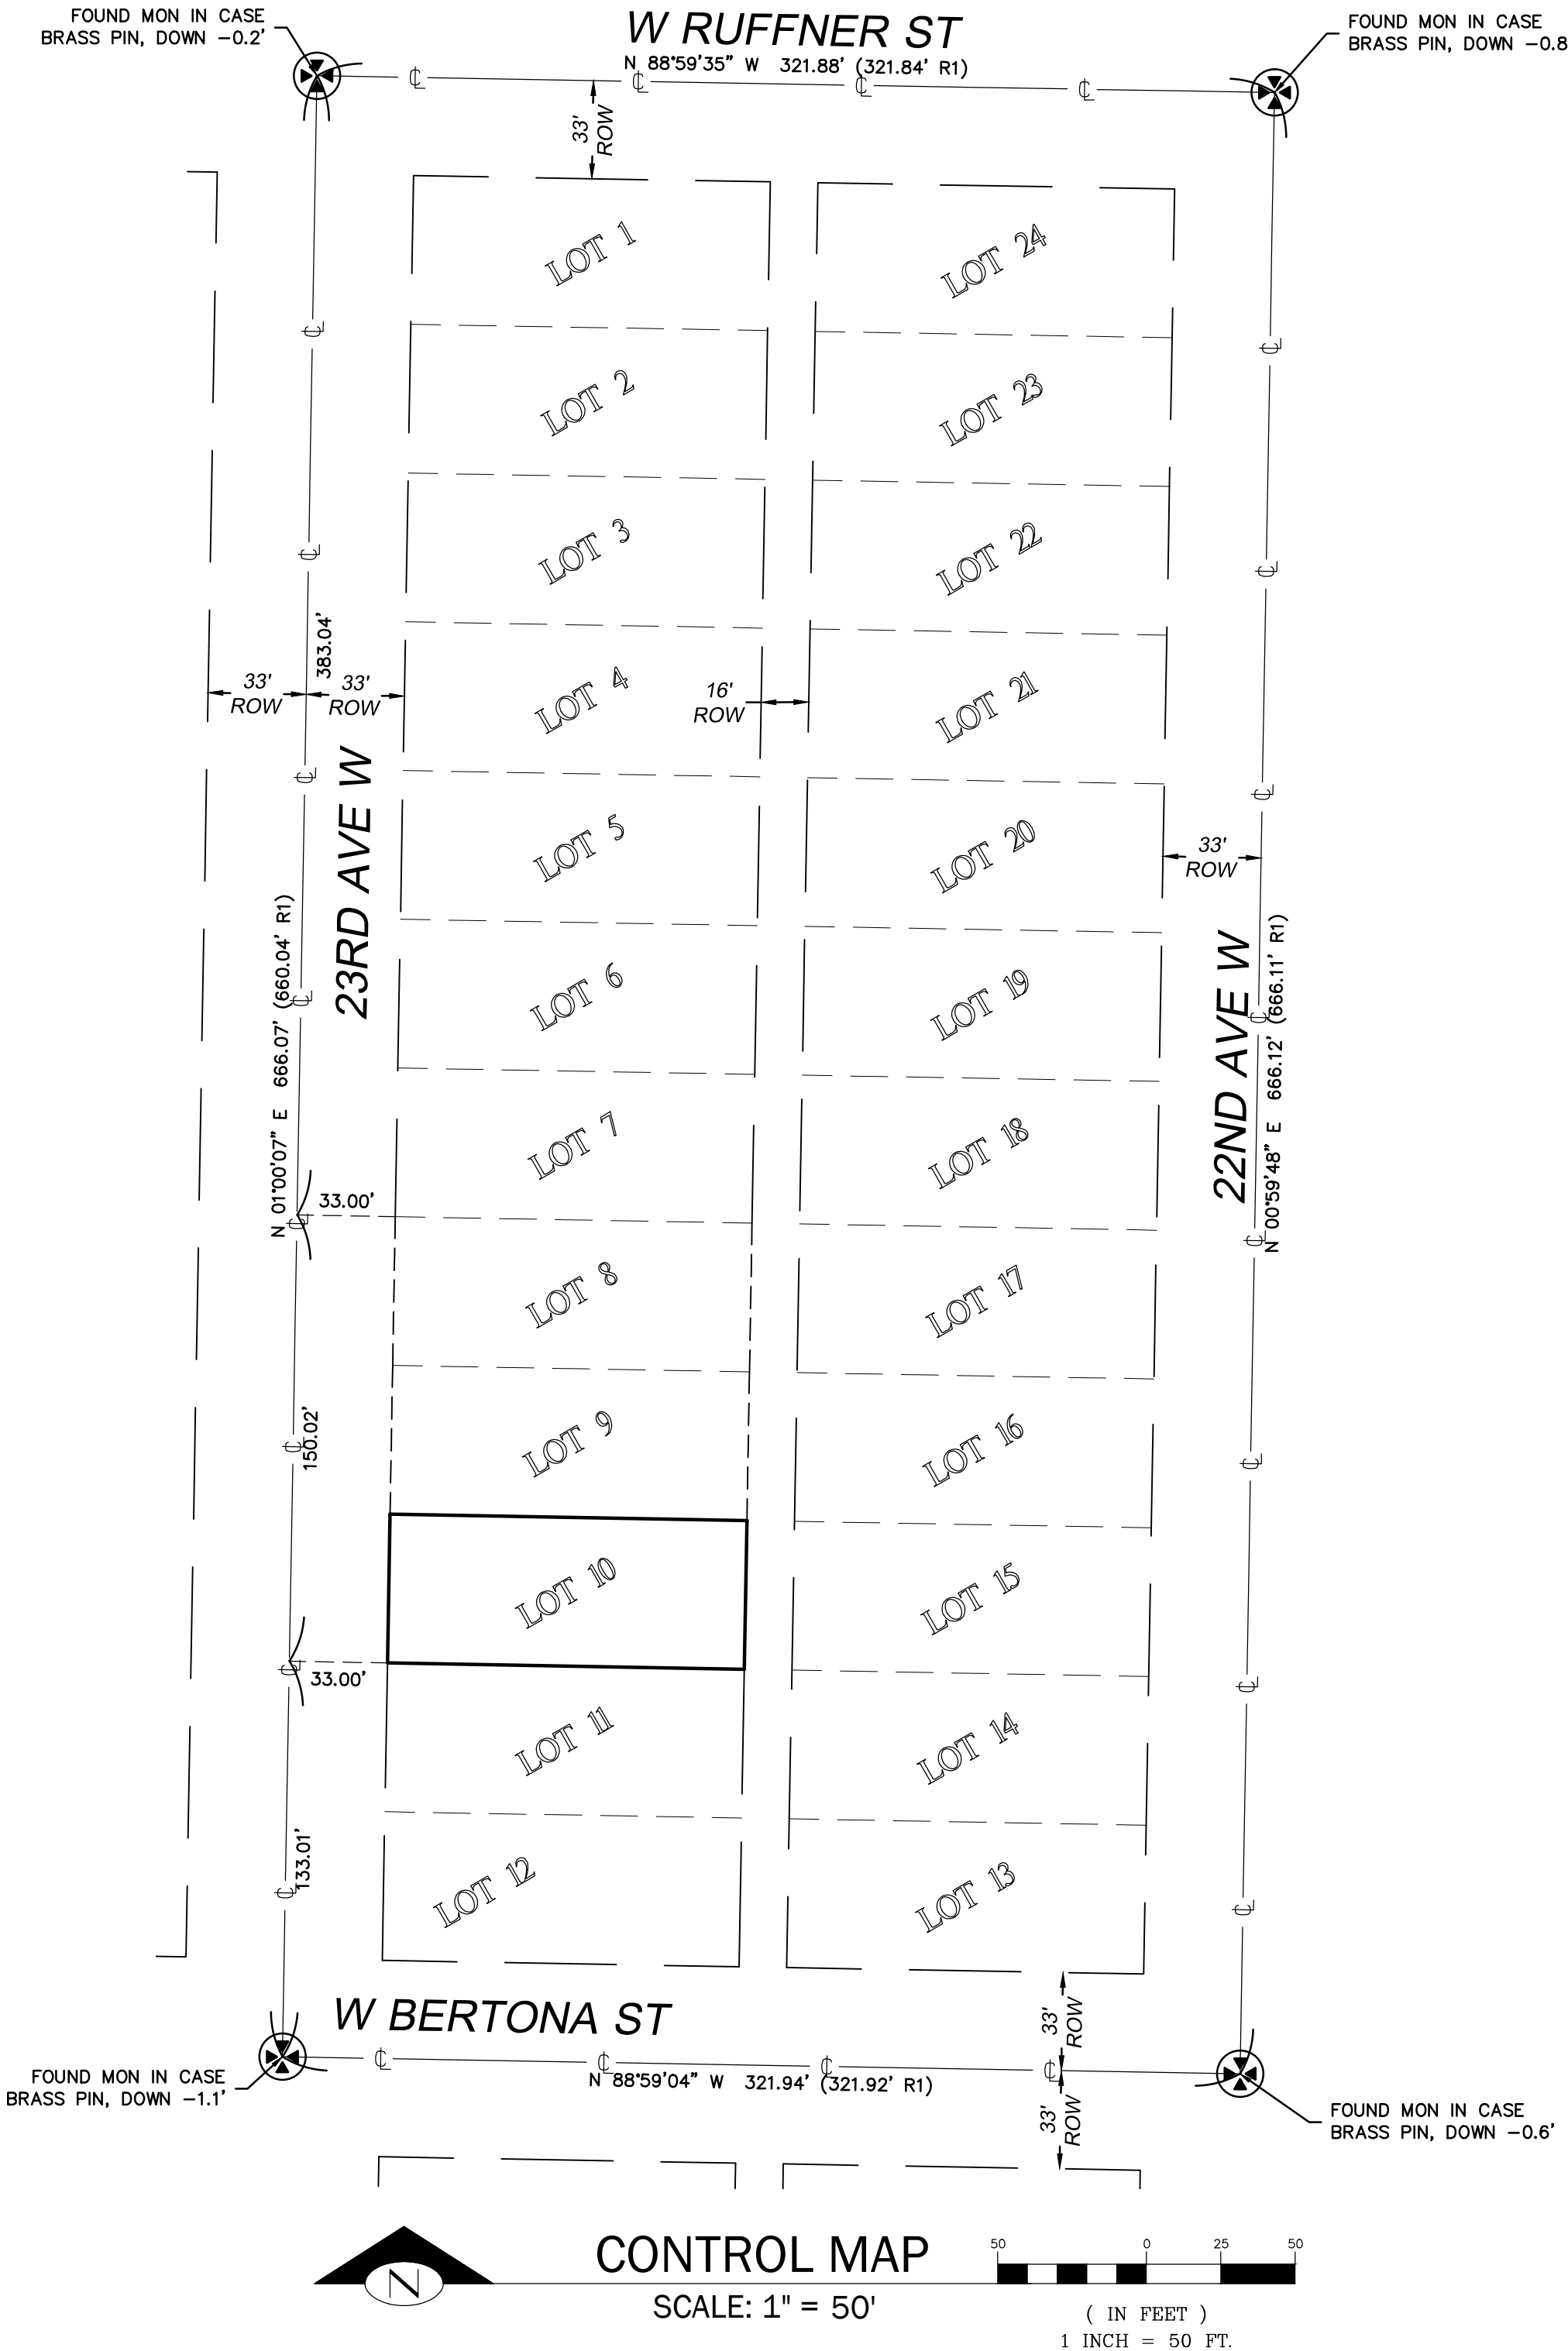 FOUND MON IN CASE
BRASS PIN, DOWN -0.2'
W RUFFNER ST
N 88°59'35" W 321.88' (321.84' R1)
FOUND MON IN CASE
BRASS PIN, DOWN -0.8
33'
ROW
LOT 1
LOT 24
LOT 2
LOT 23
LOT 3
LOT 22
383.04'
33'
ROW
33'
ROW
LOT 4
16'
ROW
LOT 21
23RD AVE W
LOT 5
LOT 20
33'
ROW
N 01°00'07" E 666.07' (660.04' R1)
LOT 6
LOT 19
22ND AVE W
N 00°59'48" E 666.12' (666.11' R1)
LOT 7
LOT 18
33.00'
LOT 8
LOT 17
150.02'
LOT 9
LOT 16
LOT 10
LOT 15
33.00'
LOT 11
LOT 14
133.01'
LOT 12
LOT 13
W BERTONA ST
33'
ROW
N 88°59'04" W 321.94' (321.92' R1)
33'
ROW
FOUND MON IN CASE
BRASS PIN, DOWN -1.1'
FOUND MON IN CASE
BRASS PIN, DOWN -0.6'
N
CONTROL MAP
SCALE: 1" = 50'
50 0 25 50
( IN FEET )
1 INCH = 50 FT.